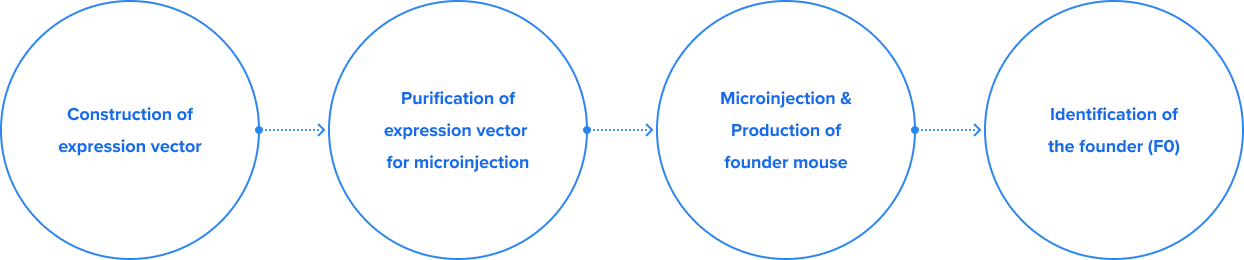 Construction of
expression vector
Purification of
expression vector
for microinjection
Microinjection &
Production of
founder mouse
Identification of
the founder (F0)